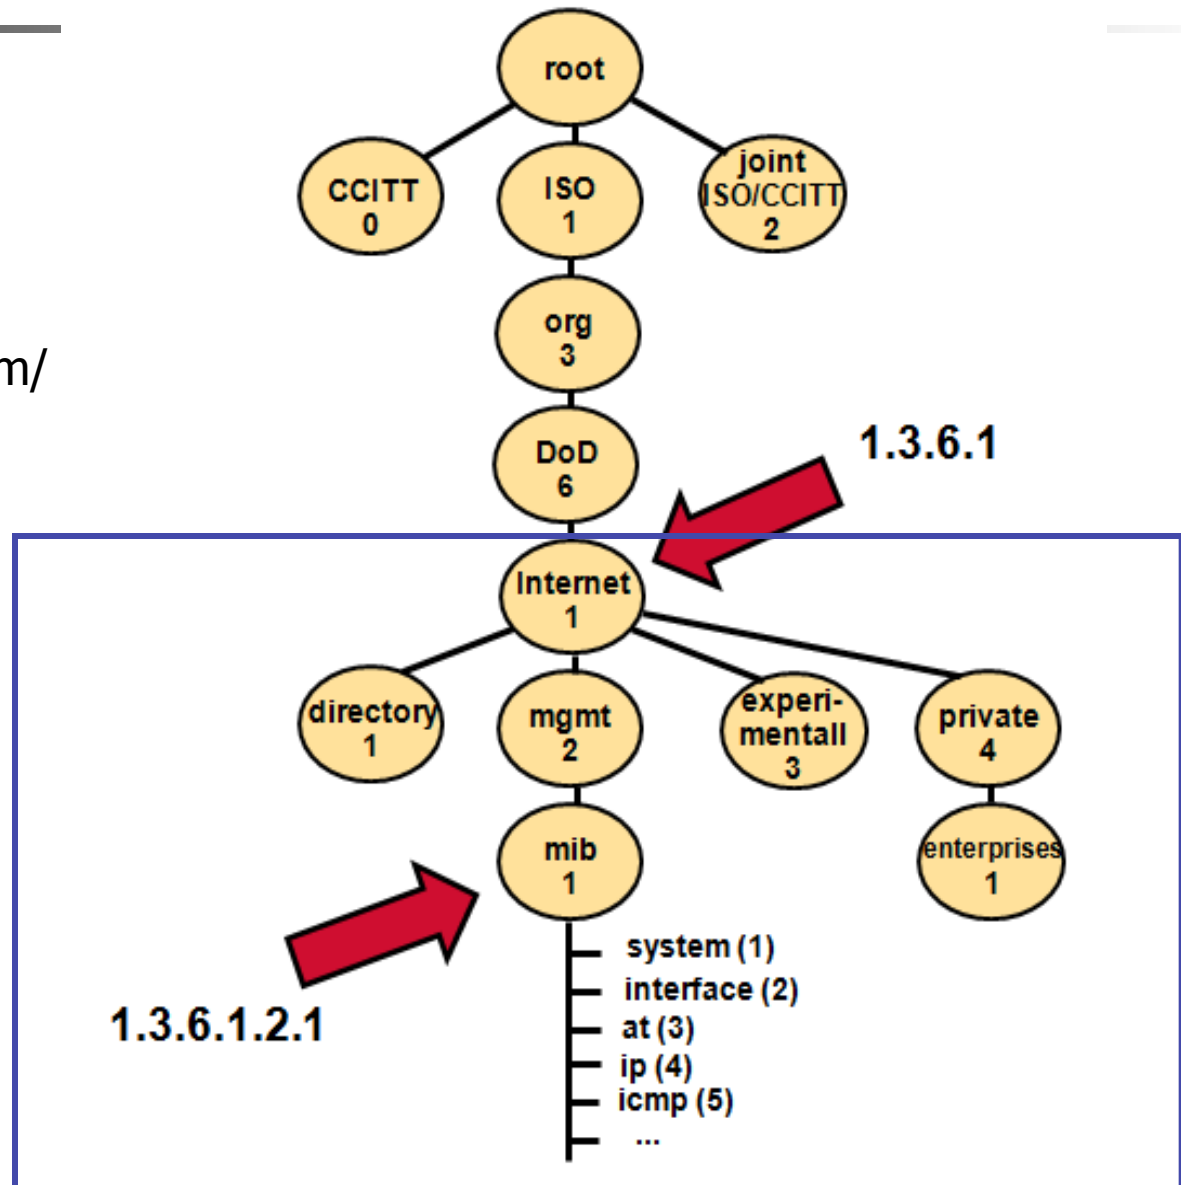 root
CCITT
0
ISO
1
joint
ISO/CCITT
2
org
3
m/
DoD
6
1.3.6.1
Internet
1
directory
1
mgmt
2
experi-
mentall
3
private
4
mib
1
enterprises
1
system (1)
interface (2)
at (3)
ip (4)
icmp (5)
...
1.3.6.1.2.1